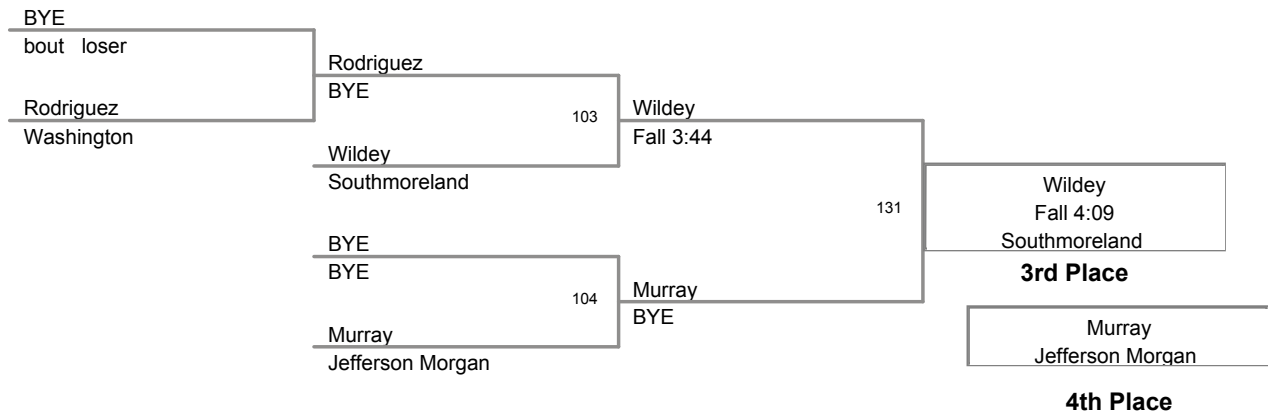 BYE
bout loser
Rodriguez
Washington
Rodriguez
BYE
103
Wildey
Southmoreland
BYE
BYE
104
Murray
Jefferson Morgan
Wildey
Fall 3:44
131
Murray
BYE
Wildey
Fall 4:09
Southmoreland
3rd Place
Murray
Jefferson Morgan
4th Place